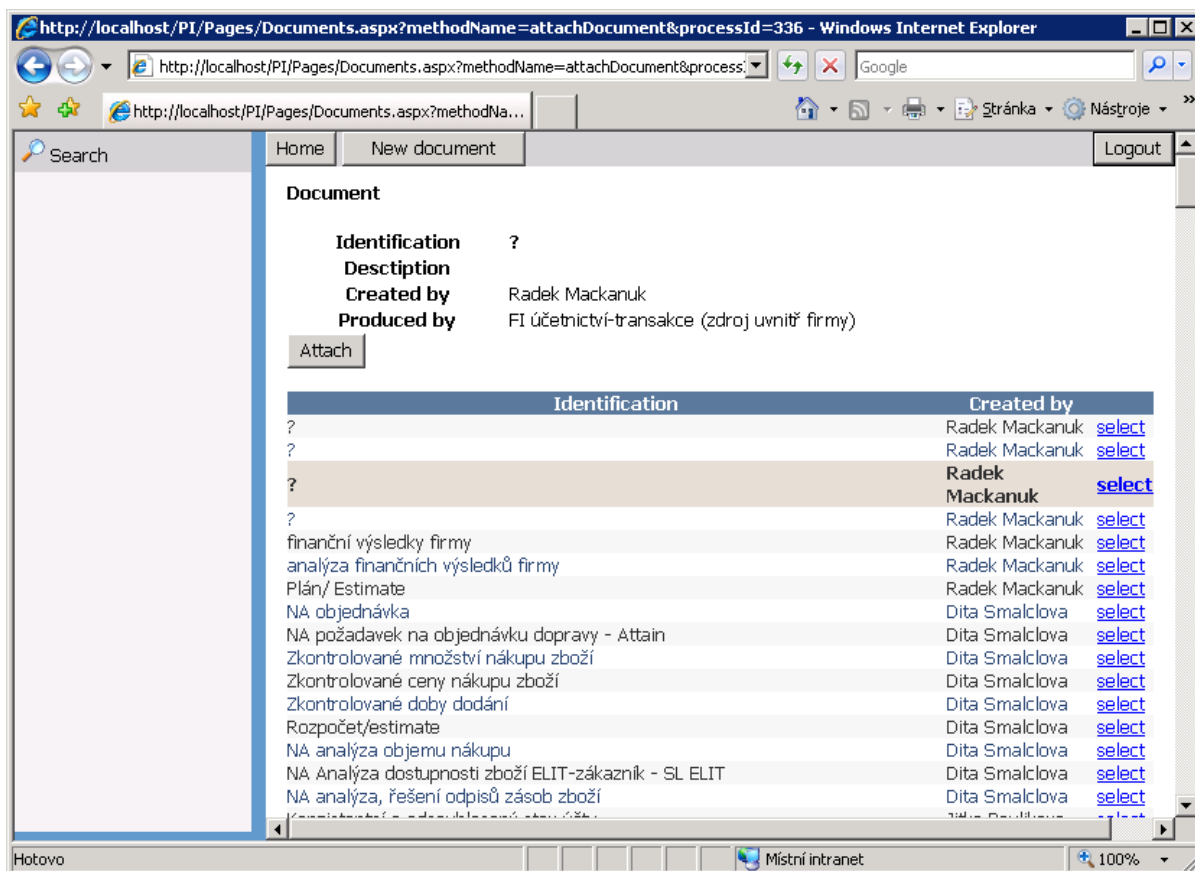 http://localhost/PI/Pages/Documents.aspx?methodName=attachDocument&processId=336 - Windows Internet Explorer
http://localhost/PI/Pages/Documents.aspx?methodName=attachDocument&process
Google
http://localhost/PI/Pages/Documents.aspx?methodNa...
Stránka
Nástroje
»
Search
Home
New document
Logout
Document
Identification ?
Desctiption
Created by Radek Mackanuk
Produced by FI účetnictví-transakce (zdroj uvnitř firmy)
Attach
Identification Created by
? Radek Mackanuk select
? Radek Mackanuk select
? Radek Mackanuk select
? Radek Mackanuk select
finanční výsledky firmy Radek Mackanuk select
analýza finančních výsledků firmy Radek Mackanuk select
Plán/ Estimate Radek Mackanuk select
NA objednávka Dita Smalclova select
NA požadavek na objednávku dopravy - Attain Dita Smalclova select
Zkontrolované množství nákupu zboží Dita Smalclova select
Zkontrolované ceny nákupu zboží Dita Smalclova select
Zkontrolované doby dodání Dita Smalclova select
Rozpočet/estimate Dita Smalclova select
NA analýza objemu nákupu Dita Smalclova select
NA Analýza dostupnosti zboží ELIT-zákazník - SL ELIT Dita Smalclova select
NA analýza, řešení odpisů zásob zboží Dita Smalclova select
Hotovo
Místní intranet
100%